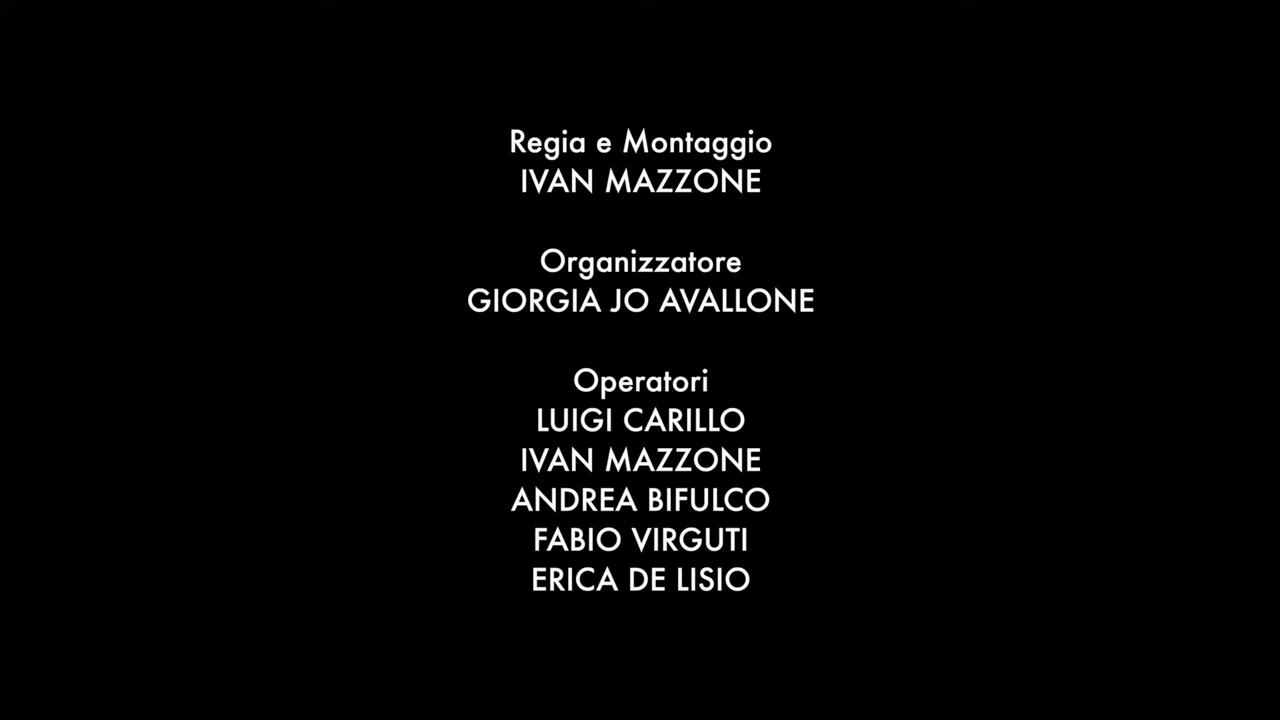 Regia e Montaggio
IVAN MAZZONE
Organizzatore
GIORGIA JO AVALLONE
Operatori
LUIGI CARILLO
IVAN MAZZONE
ANDREA BIFULCO
FABIO VIRGUTI
ERICA DE LISIO